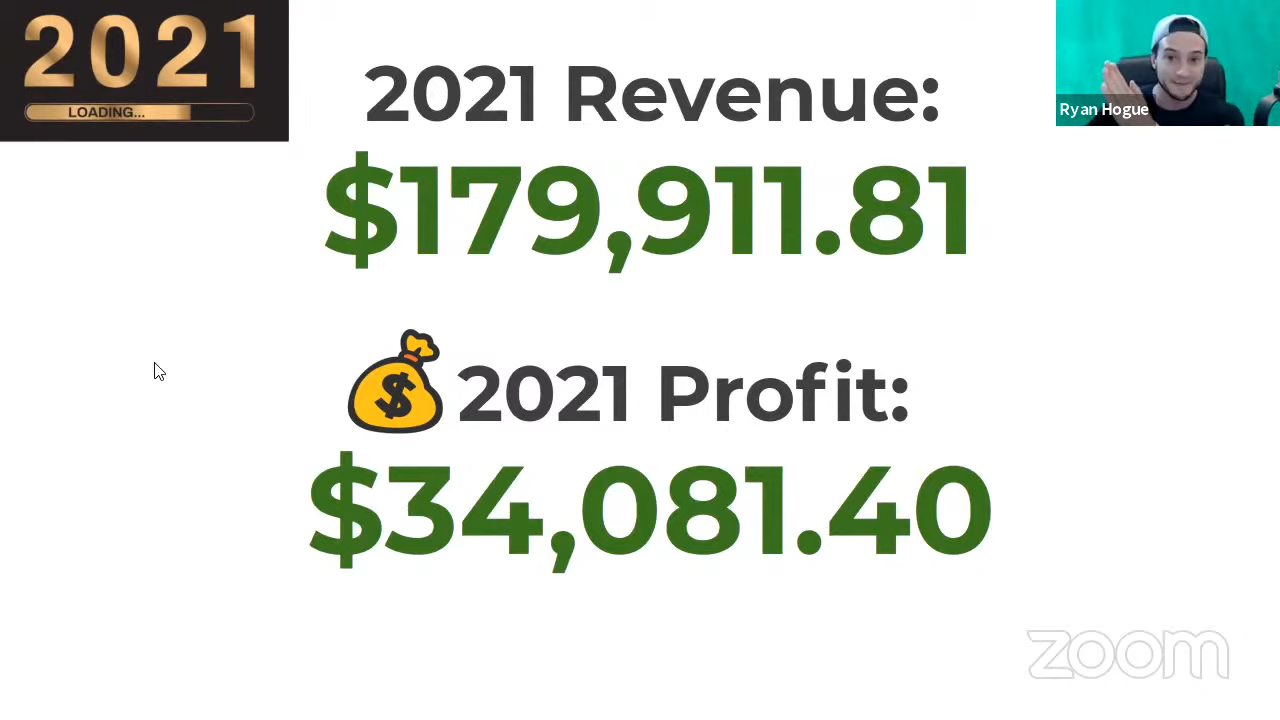 2021
LOADING...
2021 Revenue:
$179,911.81
Ryan Hogue
$ 2021 Profit:
$34,081.40
zoom